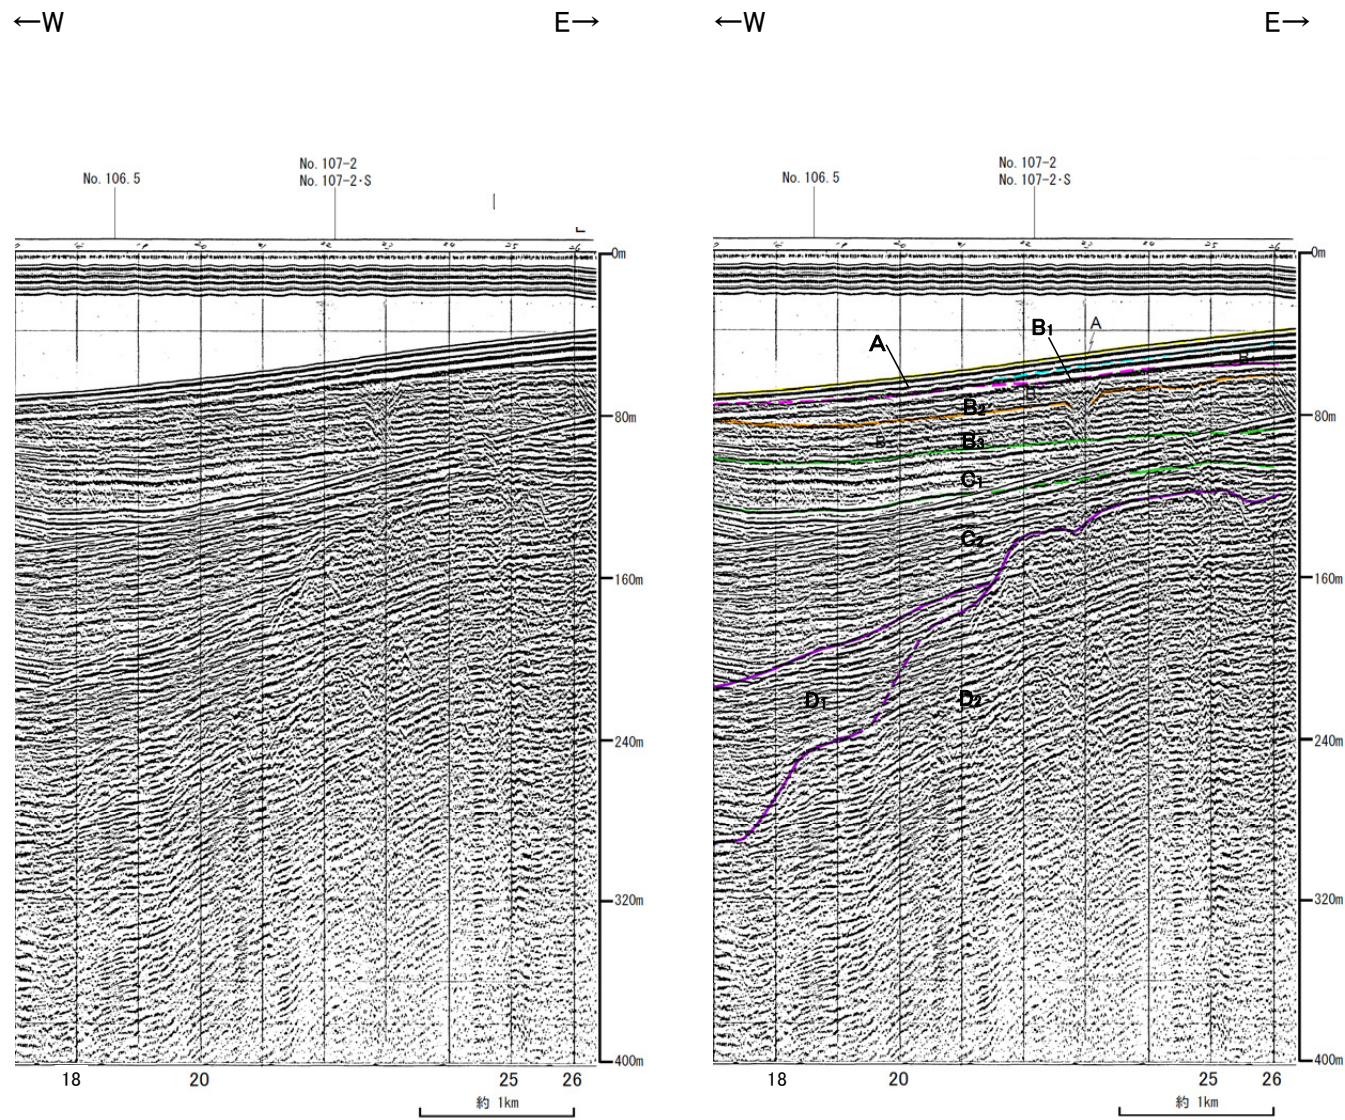 ←W E→ ←W E→
No. 107-2 No. 107-2
No. 106.5 No. 107-2・S No. 106.5 No. 107-2・S
0m 0m
A B1 A
B1
80m B2 80m
B3
C1
C2
160m 160m
D1 D2
240m 240m
320m 320m
400m 400m
18 20 25 26 18 20 25 26
約 1km 約 1km